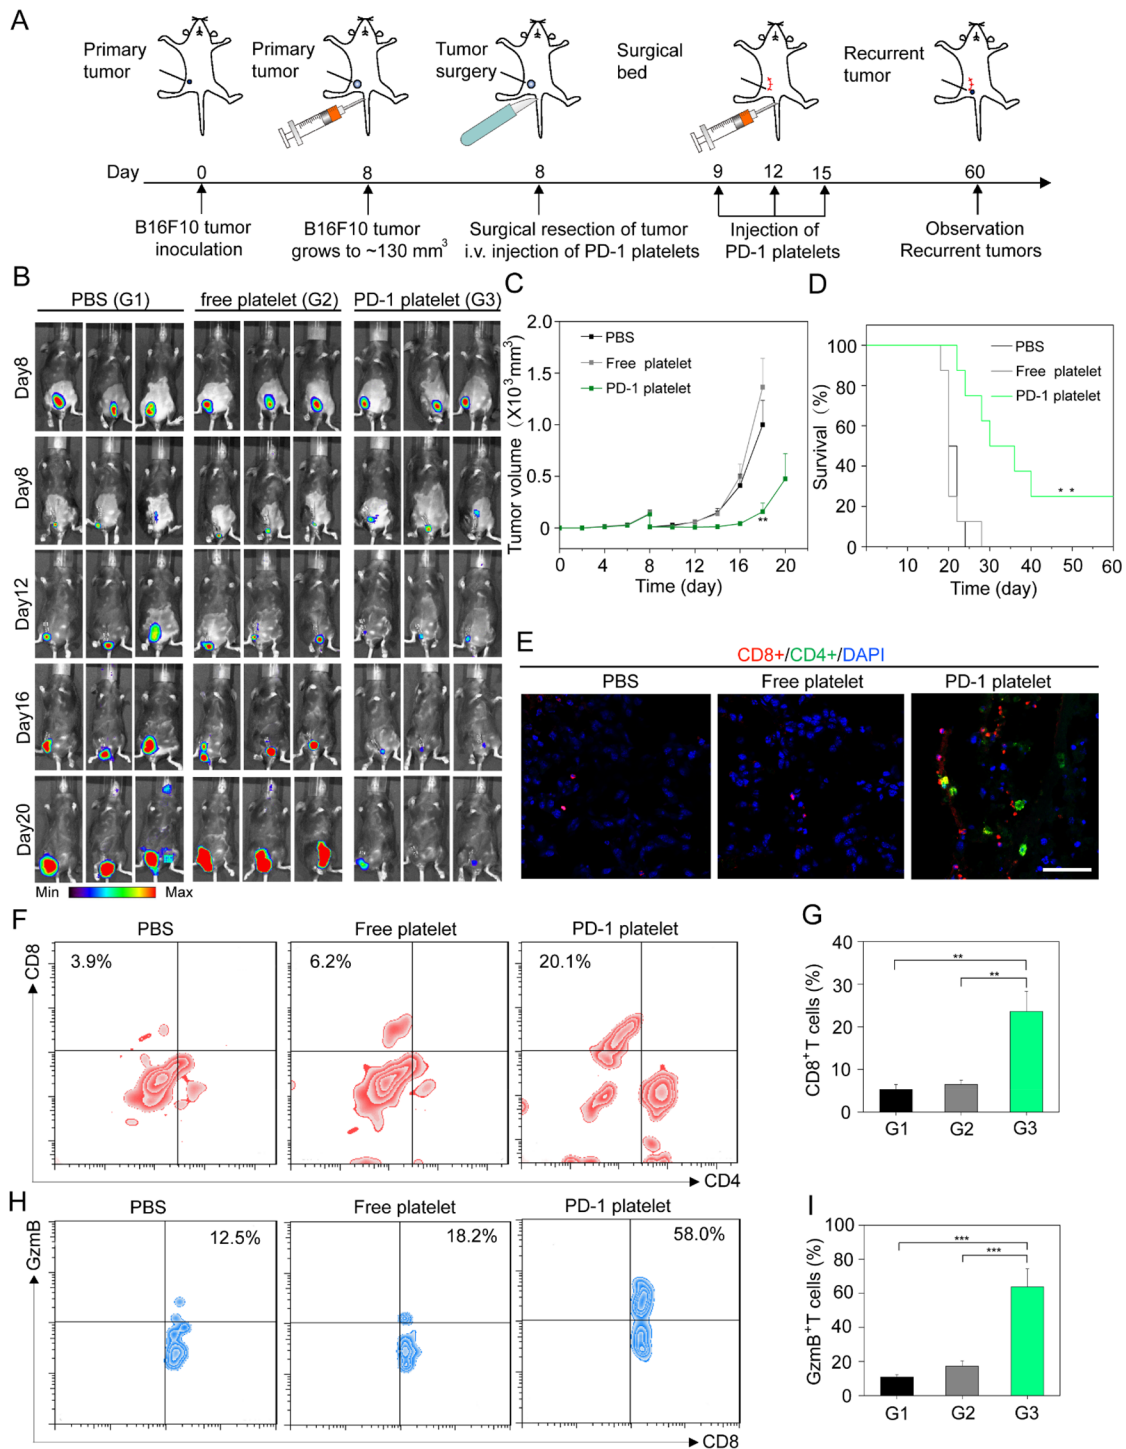 A
Primary
tumor
Primary
tumor
Tumor
surgery
Surgical
bed
Recurrent
tumor
Day
0
8
8
9
12
15
60
B16F10 tumor
inoculation
B16F10 tumor
grows to ~130 mm³
Surgical resection of tumor
i.v. injection of PD-1 platelets
Injection of
PD-1 platelets
Observation
Recurrent tumors
B
PBS (G1)
free platelet (G2)
PD-1 platelet (G3)
Day8
Day8
Day12
Day16
Day20
Min
Max
C
Tumor volume (X10³mm³)
2.0
1.5
1.0
0.5
0
PBS
Free platelet
PD-1 platelet
**
0 4 8 12 16 20
Time (day)
D
Survival (%)
100
80
60
40
20
0
PBS
Free platelet
PD-1 platelet
* *
10 20 30 40 50 60
Time (day)
E
CD8+/CD4+/DAPI
PBS
Free platelet
PD-1 platelet
F
PBS
Free platelet
PD-1 platelet
CD8
3.9%
6.2%
20.1%
CD4
G
CD8⁺T cells (%)
40
30
20
10
0
**
**
G1 G2 G3
H
PBS
Free platelet
PD-1 platelet
GzmB
12.5%
18.2%
58.0%
CD8
I
GzmB⁺T cells (%)
100
80
60
40
20
0
***
***
G1 G2 G3